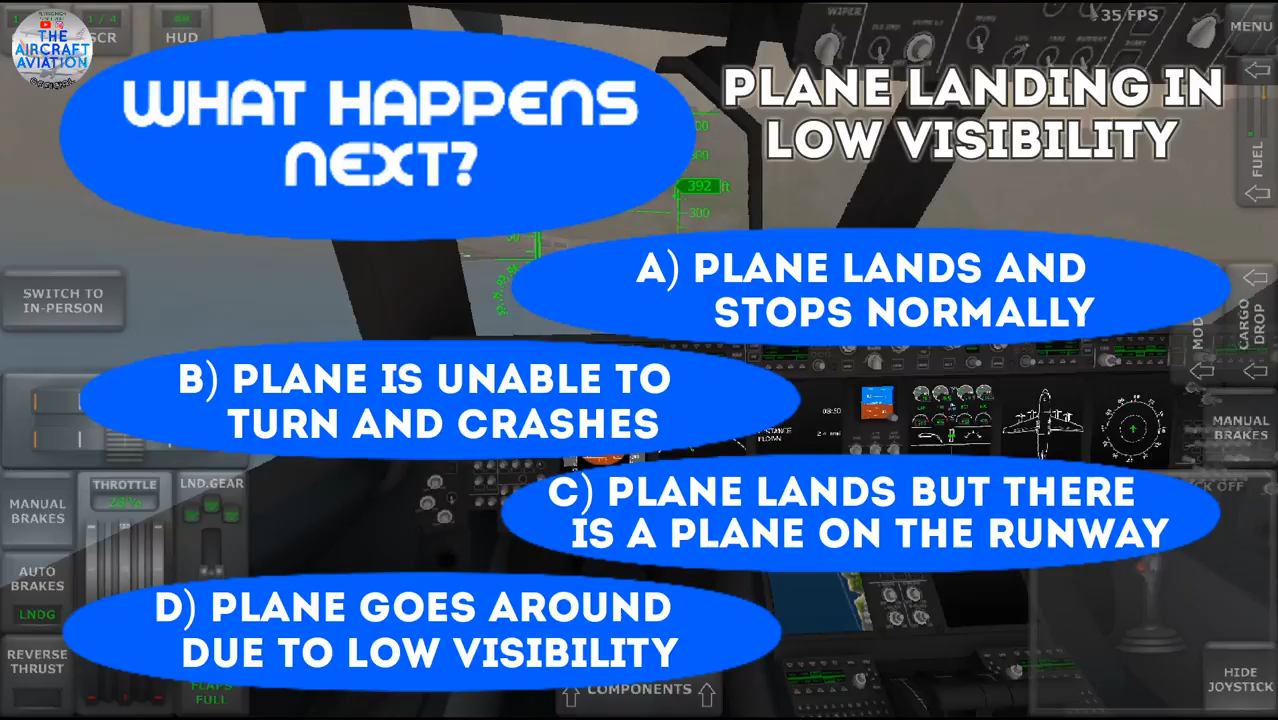 THE
AIRCRAFT
AVIATION
OFFICIAL
1 / 4
SCR
HUD
WIPER
35 FPS
MENU
WHAT HAPPENS
NEXT?
PLANE LANDING IN
LOW VISIBILITY
FUEL
392 ft
300
A) PLANE LANDS AND
STOPS NORMALLY
SWITCH TO
IN-PERSON
CARGO
DROP
B) PLANE IS UNABLE TO
TURN AND CRASHES
MANUAL
BRAKES
THROTTLE
LND.GEAR
C) PLANE LANDS BUT THERE
IS A PLANE ON THE RUNWAY
MANUAL
BRAKES
AUTO
BRAKES
LNDG
D) PLANE GOES AROUND
DUE TO LOW VISIBILITY
REVERSE
THRUST
FLAPS
FULL
COMPONENTS
HIDE
JOYSTICK